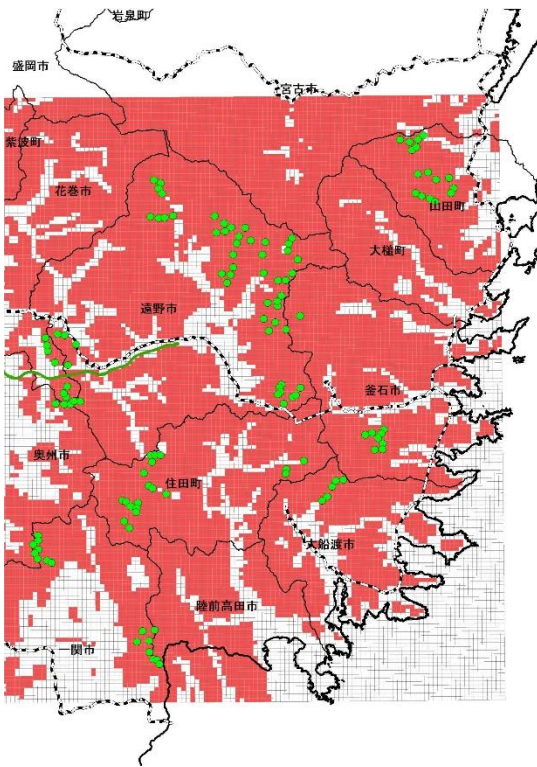 岩泉町
盛岡市
宮古市
紫波町
花巻市
山田町
大槌町
遠野市
釜石市
奥州市
住田町
大船渡市
陸前高田市
一関市